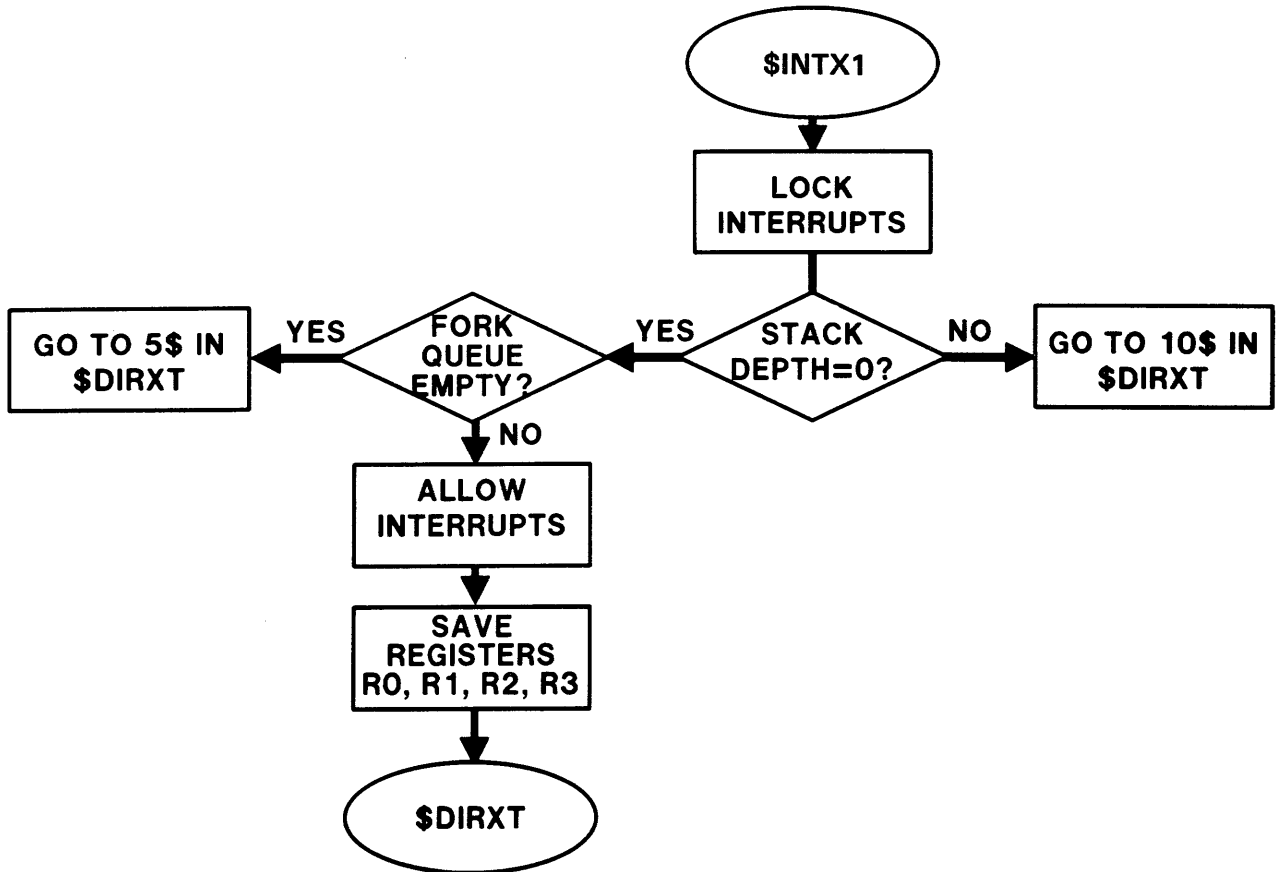 $INTX1
LOCK
INTERRUPTS
STACK
DEPTH=0?
YES
NO
GO TO 10$ IN
$DIRXT
FORK
QUEUE
EMPTY?
YES
GO TO 5$ IN
$DIRXT
NO
ALLOW
INTERRUPTS
SAVE
REGISTERS
R0, R1, R2, R3
$DIRXT